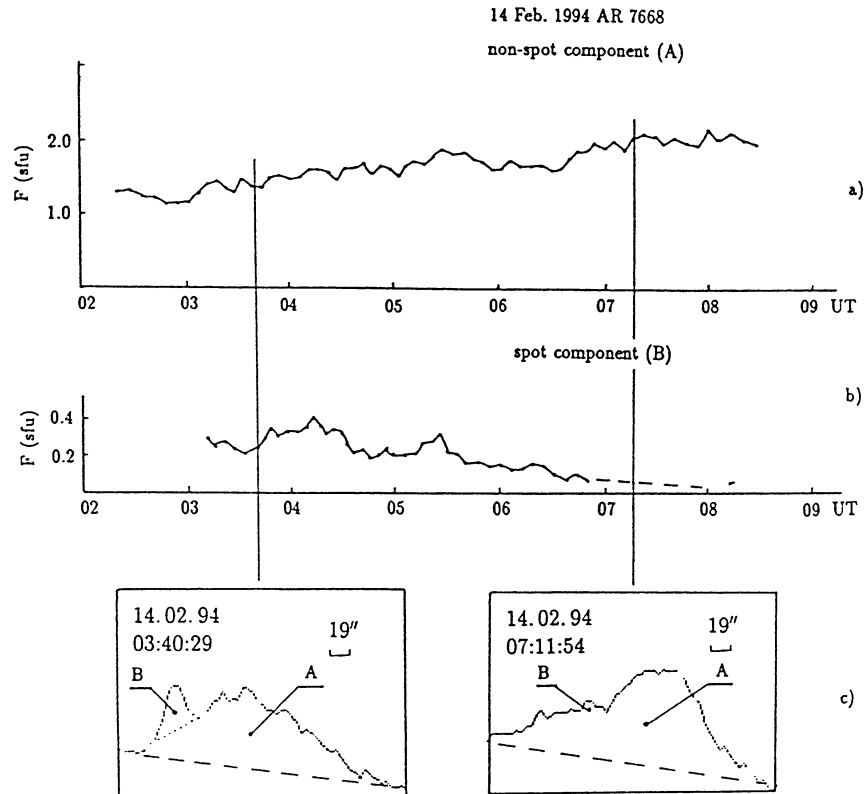 14 Feb. 1994 AR 7668
non-spot component (A)
F (sfu)
2.0
1.0
a)
02 03 04 05 06 07 08 09 UT
spot component (B)
b)
F (sfu)
0.4
0.2
02 03 04 05 06 07 08 09 UT
14.02.94
03:40:29
19"
B
A
14.02.94
07:11:54
19"
B
A
c)